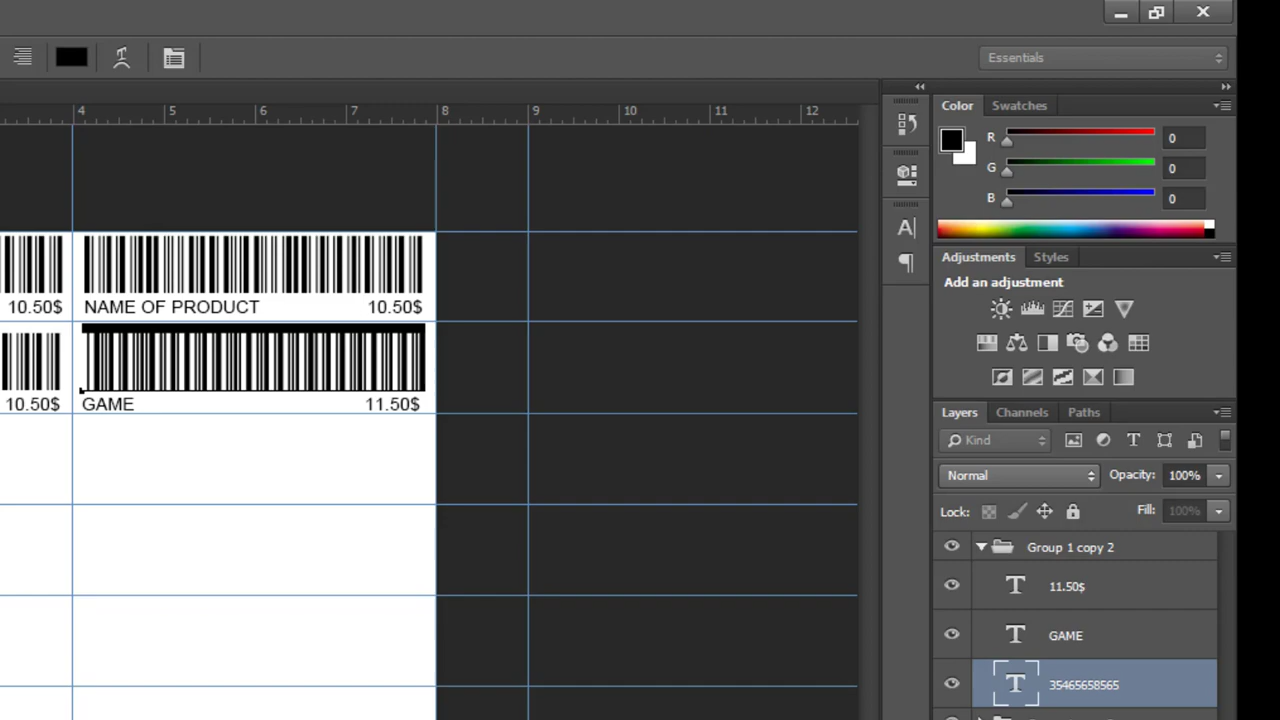 Essentials
4 5 6 7 8 9 10 11 12
Color Swatches
R 0
G 0
B 0
Adjustments Styles
Add an adjustment
10.50$ NAME OF PRODUCT 10.50$
10.50$ GAME 11.50$
Layers Channels Paths
Kind
Normal Opacity: 100%
Lock: Fill: 100%
Group 1 copy 2
T 11.50$
T GAME
T 35465658565